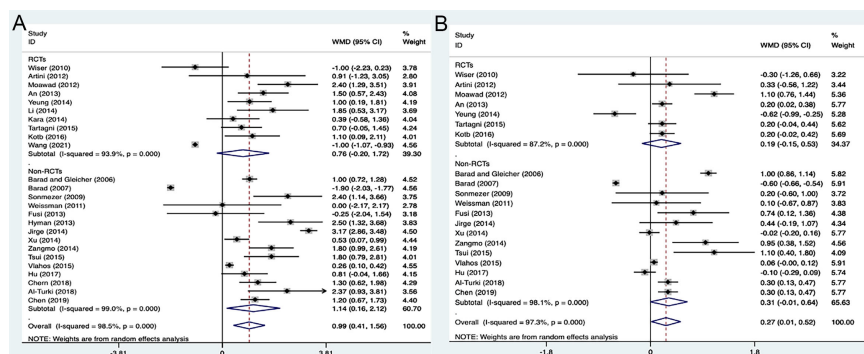 A
Study
ID
WMD (95% CI)
%
Weight
RCTs
Wiser (2010) -1.00 (-2.23, 0.23) 3.78
Artini (2012) 0.91 (-1.23, 3.05) 2.80
Moawad (2012) 2.40 (1.29, 3.51) 3.91
An (2013) 1.50 (0.57, 2.43) 4.08
Yeung (2014) 1.00 (0.19, 1.81) 4.19
Li (2014) 1.85 (0.53, 3.17) 3.69
Kara (2014) 0.39 (-0.58, 1.36) 4.04
Tartagni (2015) 0.70 (-0.05, 1.45) 4.24
Kotb (2016) 1.10 (0.09, 2.11) 4.01
Wang (2021) -1.00 (-1.07, -0.93) 4.56
Subtotal (I-squared = 93.9%, p = 0.000) 0.76 (-0.20, 1.72) 39.30
.
Non-RCTs
Barad and Gleicher (2006) 1.00 (0.72, 1.28) 4.52
Barad (2007) -1.90 (-2.03, -1.77) 4.56
Sonmezer (2009) 2.40 (1.14, 3.66) 3.75
Weissman (2011) 0.00 (-2.17, 2.17) 2.78
Fusi (2013) -0.25 (-2.04, 1.54) 3.18
Hyman (2013) 2.50 (1.32, 3.68) 3.83
Jirge (2014) 3.17 (2.86, 3.48) 4.50
Xu (2014) 0.53 (0.07, 0.99) 4.44
Zangmo (2014) 1.80 (0.99, 2.61) 4.19
Tsui (2015) 1.80 (0.79, 2.81) 4.01
Vlahos (2015) 0.26 (0.10, 0.42) 4.55
Hu (2017) 0.81 (-0.04, 1.66) 4.15
Chern (2018) 1.30 (0.62, 1.98) 4.29
Al-Turki (2018) 2.37 (0.93, 3.81) 3.56
Chen (2019) 1.20 (0.67, 1.73) 4.40
Subtotal (I-squared = 99.0%, p = 0.000) 1.14 (0.16, 2.12) 60.70
.
Overall (I-squared = 98.5%, p = 0.000) 0.99 (0.41, 1.56) 100.00
NOTE: Weights are from random effects analysis
-3.81 0 3.81
B
Study
ID
WMD (95% CI)
%
Weight
RCTs
Wiser (2010) -0.30 (-1.26, 0.66) 3.22
Artini (2012) 0.33 (-0.56, 1.22) 3.44
Moawad (2012) 1.10 (0.76, 1.44) 5.36
An (2013) 0.20 (0.02, 0.38) 5.77
Yeung (2014) -0.62 (-0.99, -0.25) 5.28
Tartagni (2015) 0.20 (-0.04, 0.44) 5.62
Kotb (2016) 0.20 (-0.02, 0.42) 5.69
Subtotal (I-squared = 87.2%, p = 0.000) 0.19 (-0.15, 0.53) 34.37
.
Non-RCTs
Barad and Gleicher (2006) 1.00 (0.86, 1.14) 5.82
Barad (2007) -0.60 (-0.66, -0.54) 5.91
Sonmezer (2009) 0.20 (-0.60, 1.00) 3.72
Weissman (2011) 0.10 (-0.67, 0.87) 3.83
Fusi (2013) 0.74 (0.12, 1.36) 4.38
Jirge (2014) 0.44 (-0.19, 1.07) 4.34
Xu (2014) -0.02 (-0.20, 0.16) 5.77
Zangmo (2014) 0.95 (0.38, 1.52) 4.56
Tsui (2015) 1.10 (0.40, 1.80) 4.09
Vlahos (2015) 0.06 (-0.00, 0.12) 5.91
Hu (2017) -0.10 (-0.29, 0.09) 5.74
Al-Turki (2018) 0.30 (0.13, 0.47) 5.77
Chen (2019) 0.30 (0.13, 0.47) 5.77
Subtotal (I-squared = 98.1%, p = 0.000) 0.31 (-0.01, 0.64) 65.63
.
Overall (I-squared = 97.3%, p = 0.000) 0.27 (0.01, 0.52) 100.00
NOTE: Weights are from random effects analysis
-1.8 0 1.8